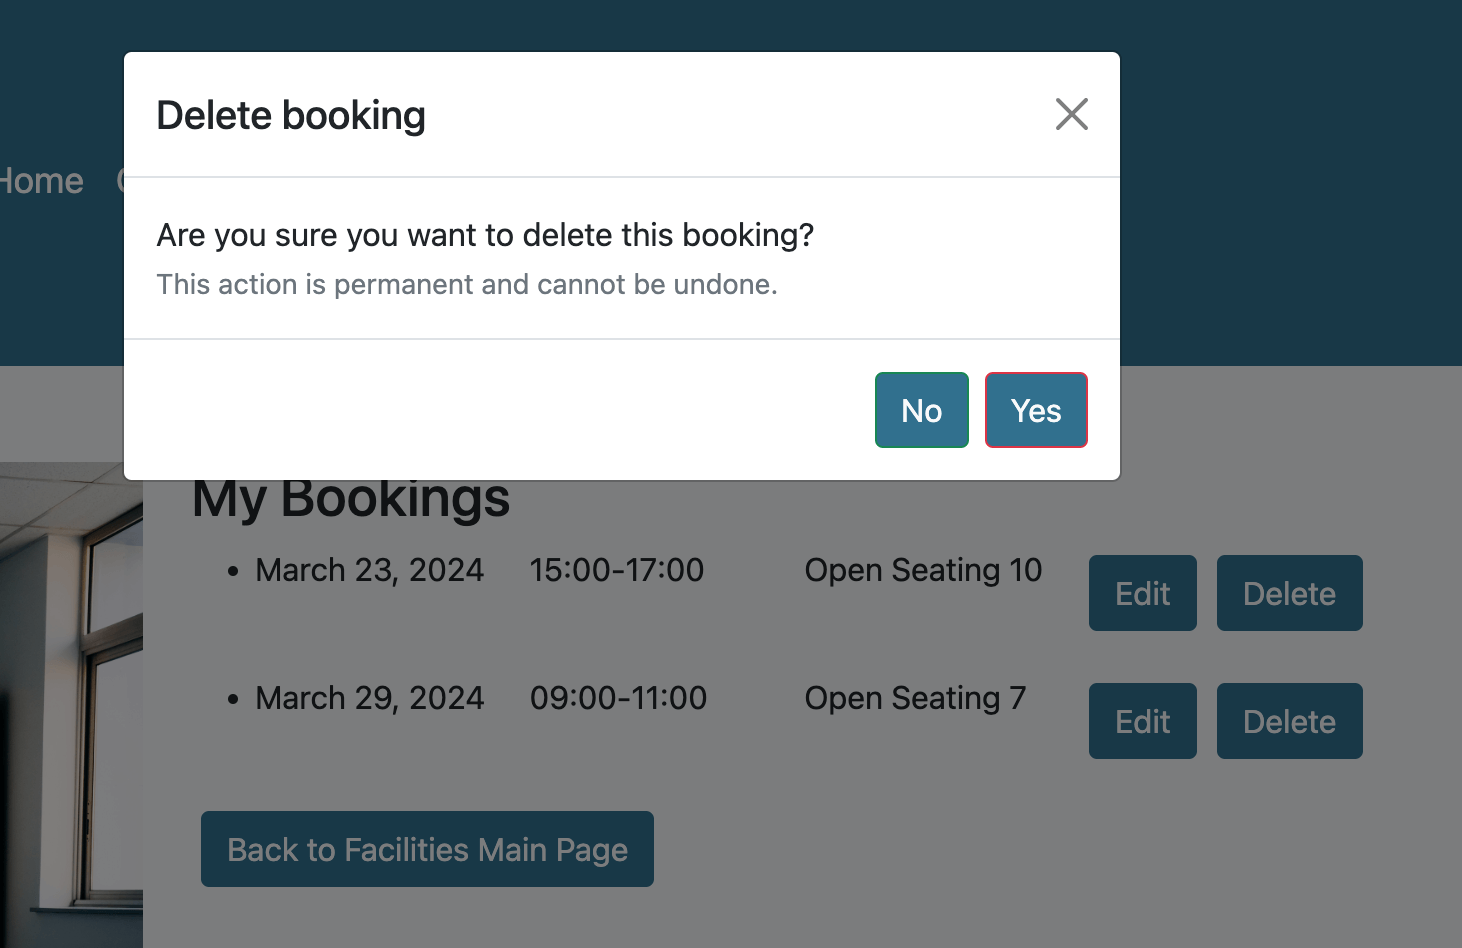 Delete booking
Home
Are you sure you want to delete this booking?
This action is permanent and cannot be undone.
No Yes
My Bookings
March 23, 2024 15:00-17:00 Open Seating 10 Edit Delete
March 29, 2024 09:00-11:00 Open Seating 7 Edit Delete
Back to Facilities Main Page